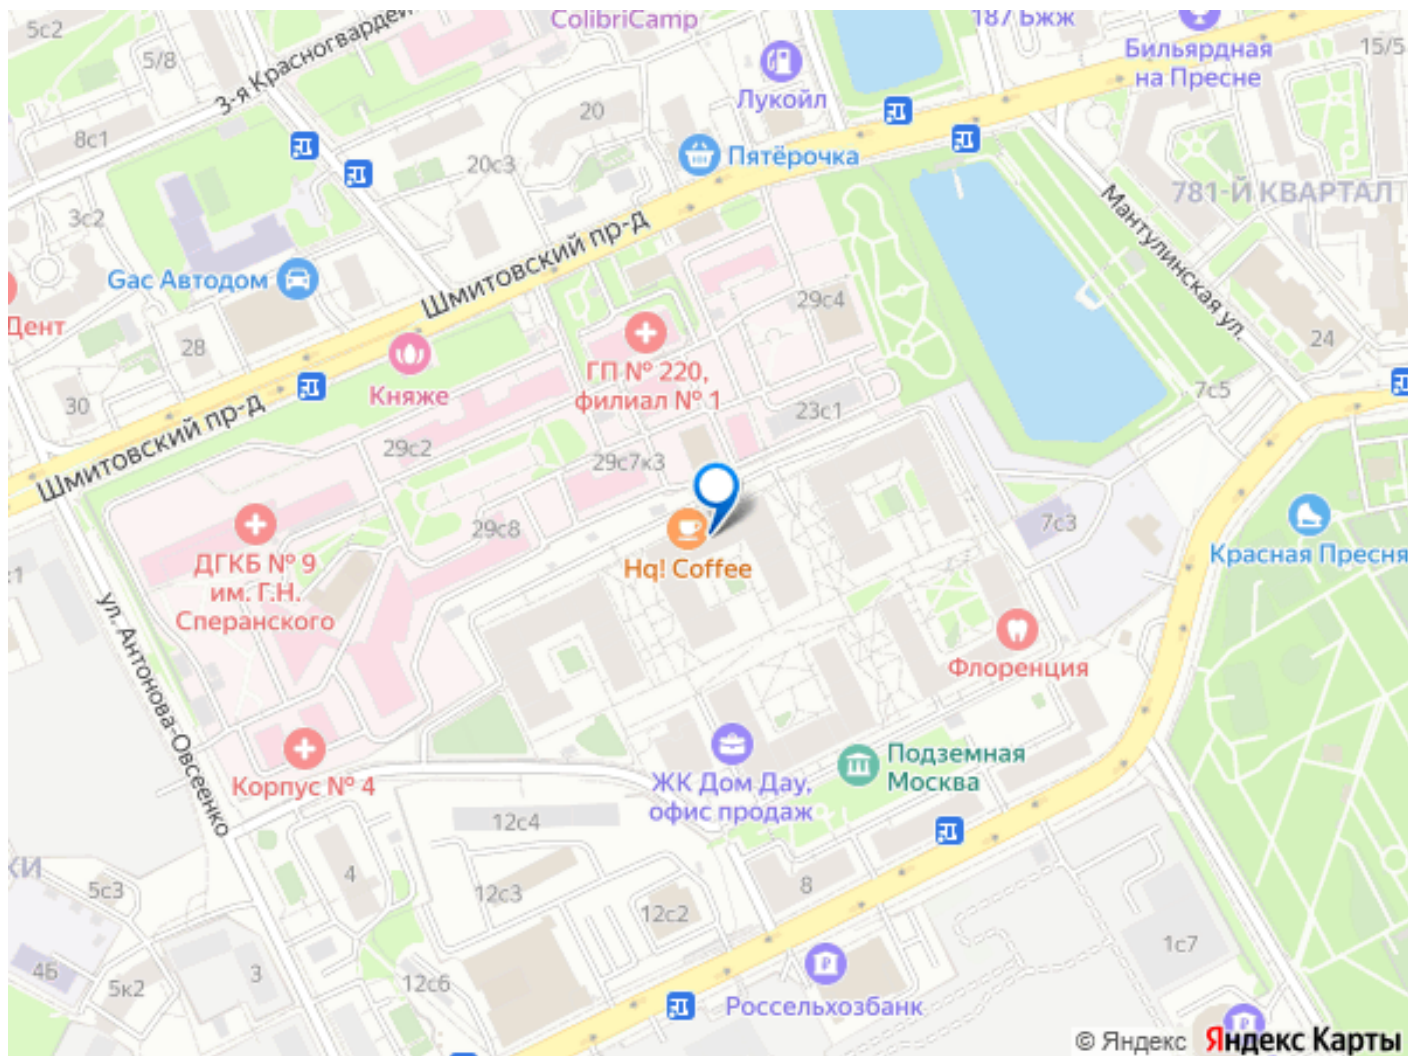 5с2
5/8
3-я Красногвардей
ColibriCamp
187 Бжж
Бильярдная
на Пресне
15/5
Лукойл
8с1
20
20с3
Пятёрочка
781-Й КВАРТАЛ
Мантулинская ул.
3с2
Gac Автодом
Шмитовский пр-д
29с4
Дент
28
ГП № 220,
филиал № 1
24
Княже
30
7с5
23с1
Шмитовский пр-д
29с2
29с7к3
29с8
7с3
Красная Пресня
ДГКБ № 9
им. Г.Н.
Сперанского
Hq! Coffee
ул. Антонова-Овсеенко
Флоренция
Корпус № 4
ЖК Дом Дау,
офис продаж
Подземная
Москва
12с4
КИ
5с3
4
12с3
8
12с2
1с7
4Б
5к2
3
12с6
Россельхозбанк
© Яндекс Яндекс Карты